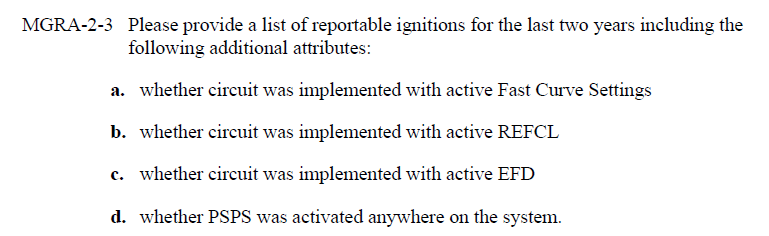 MGRA-2-3 Please provide a list of reportable ignitions for the last two years including the
following additional attributes:
a. whether circuit was implemented with active Fast Curve Settings
b. whether circuit was implemented with active REFCL
c. whether circuit was implemented with active EFD
d. whether PSPS was activated anywhere on the system.